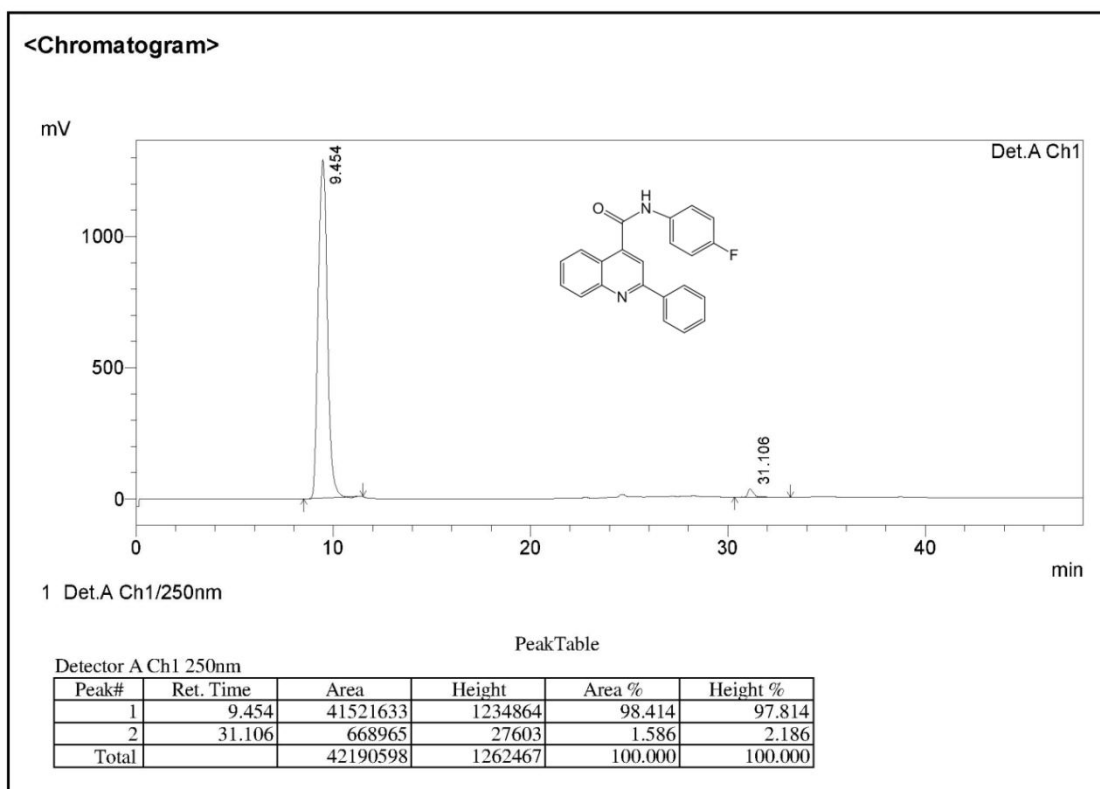 <Chromatogram>
mV
Det.A Ch1
9.454
1000
500
0
31.106
H
O
N
F
N
0 10 20 30 40
min
1 Det.A Ch1/250nm
PeakTable
Detector A Ch1 250nm
Peak# Ret. Time Area Height Area % Height %
1 9.454 41521633 1234864 98.414 97.814
2 31.106 668965 27603 1.586 2.186
Total 42190598 1262467 100.000 100.000